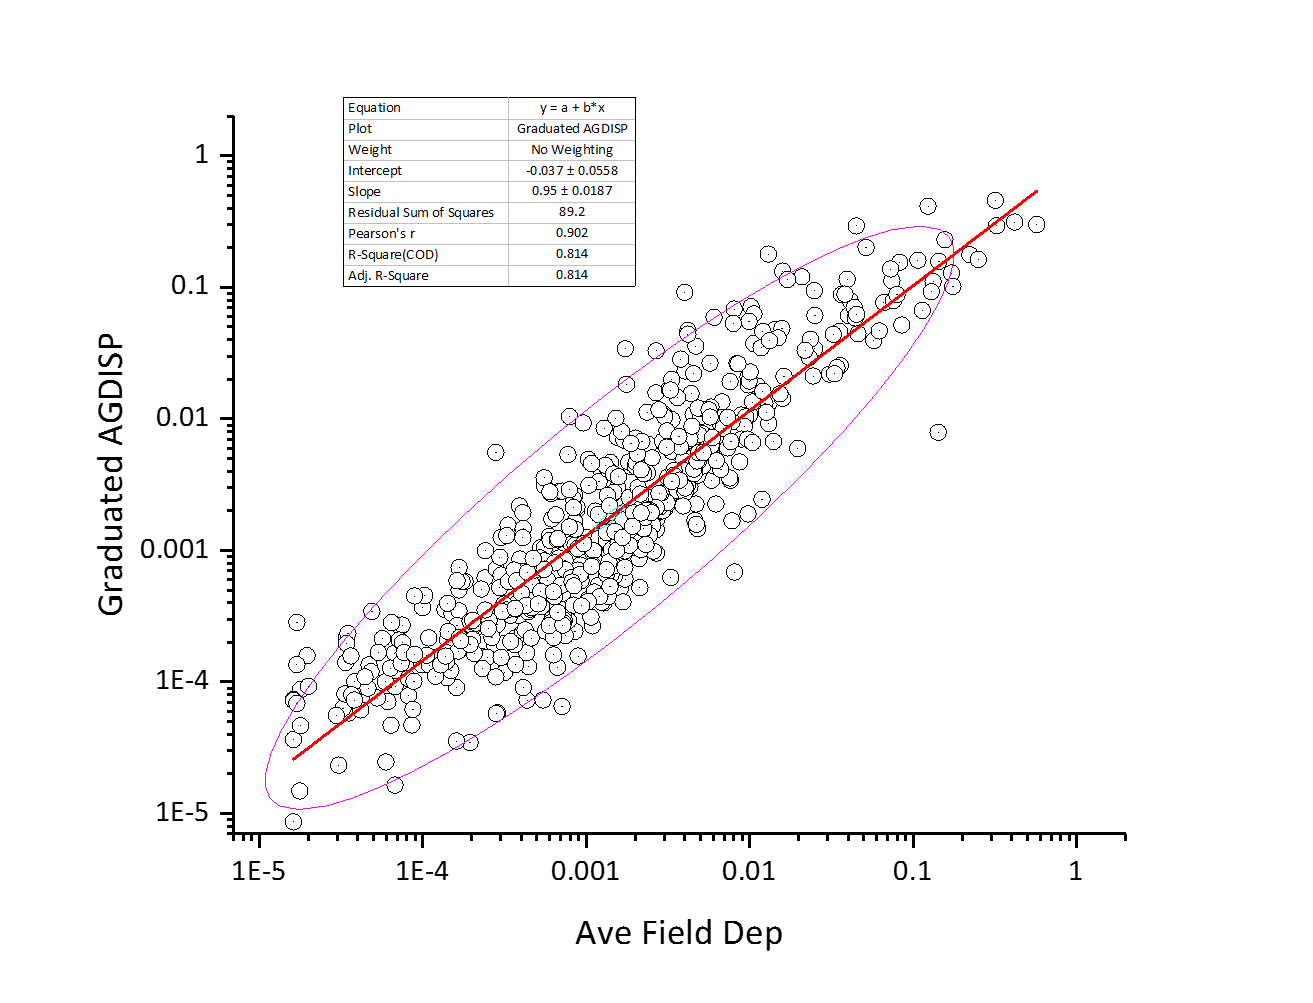 Equation y = a + b*x
Plot Graduated AGDISP
Weight No Weighting
Intercept -0.037 ± 0.0558
Slope 0.95 ± 0.0187
Residual Sum of Squares 89.2
Pearson's r 0.902
R-Square(COD) 0.814
Adj. R-Square 0.814
1
0.1
0.01
0.001
1E-4
1E-5
Graduated AGDISP
1E-5 1E-4 0.001 0.01 0.1 1
Ave Field Dep